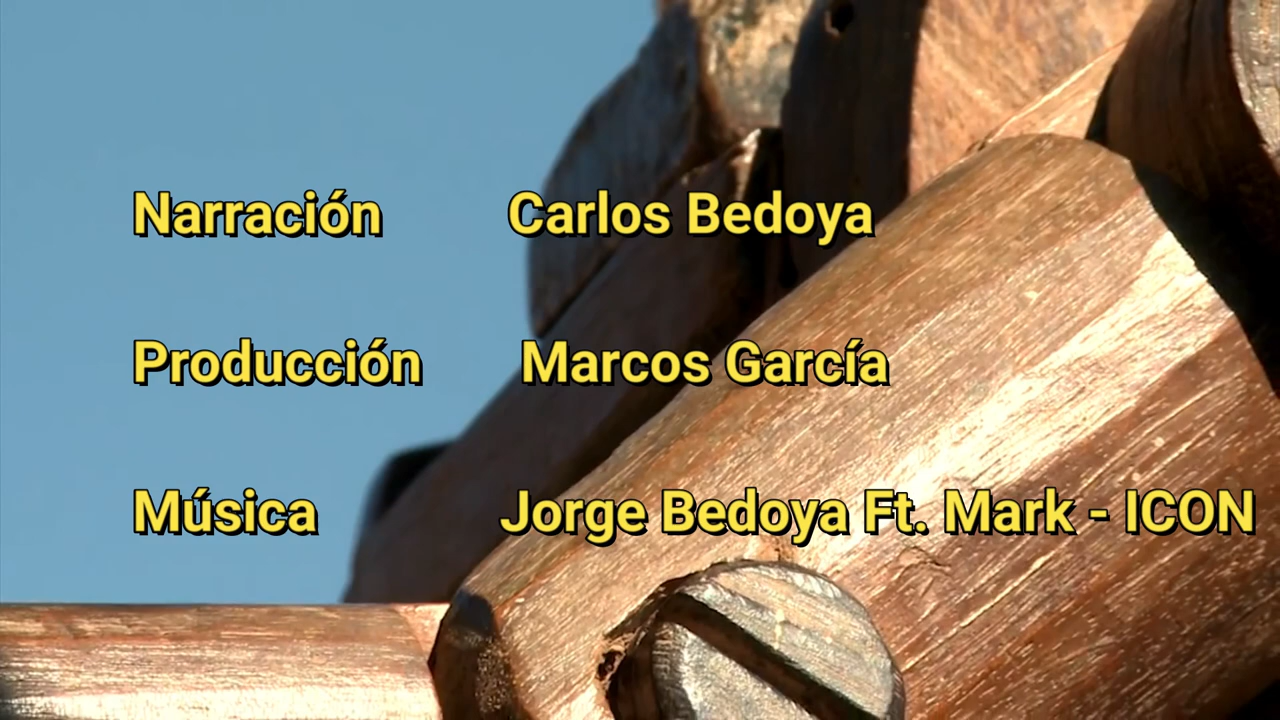 Narración Carlos Bedoya
Producción Marcos García
Música Jorge Bedoya Ft. Mark - ICON